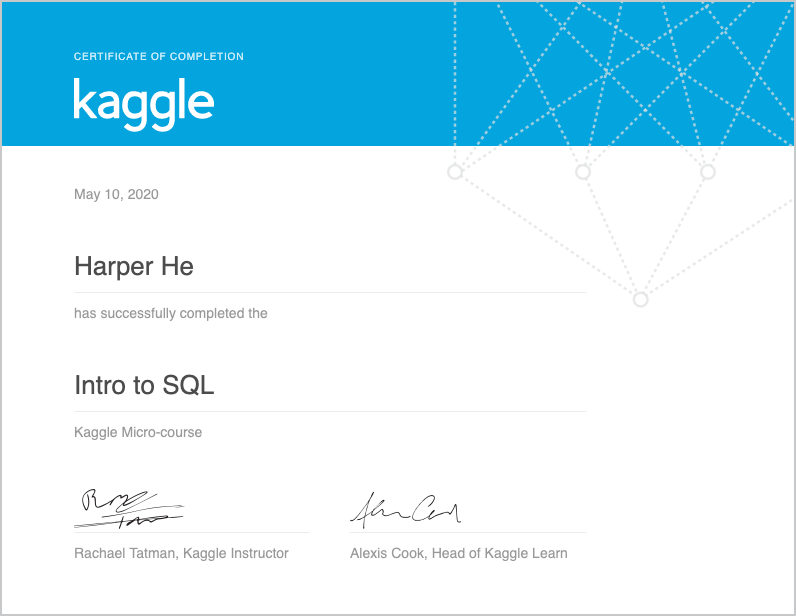 CERTIFICATE OF COMPLETION
kaggle
May 10, 2020
Harper He
has successfully completed the
Intro to SQL
Kaggle Micro-course
Rachael Tatman, Kaggle Instructor
Alexis Cook, Head of Kaggle Learn